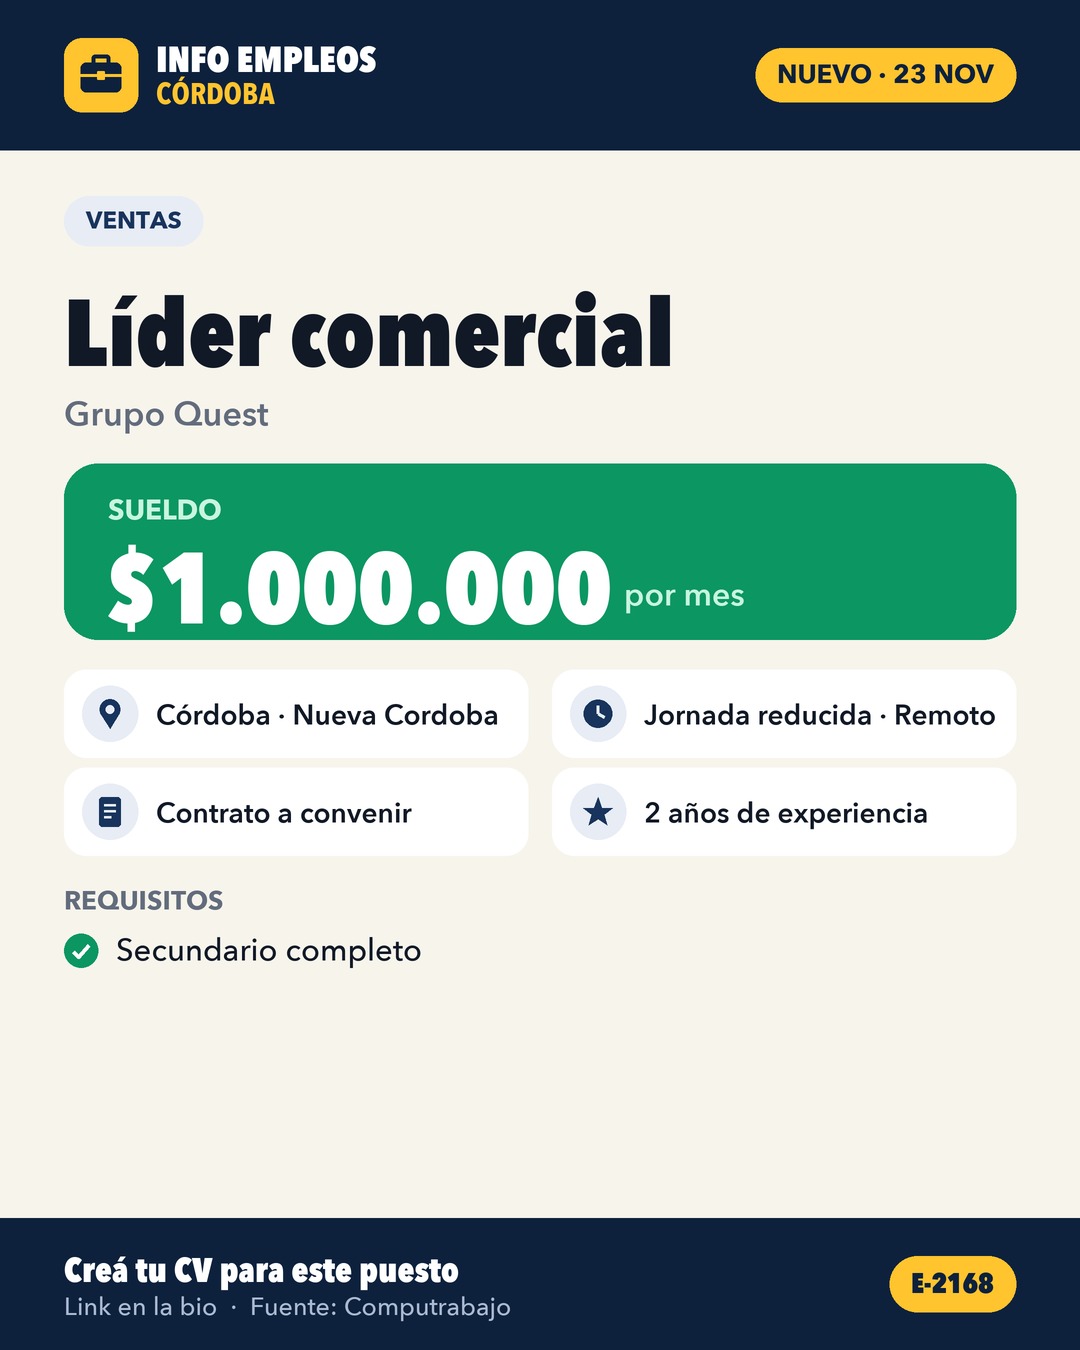 INFO EMPLEOS
CÓRDOBA
NUEVO · 23 NOV
VENTAS
Líder comercial
Grupo Quest
SUELDO
$1.000.000 por mes
Córdoba · Nueva Cordoba
Jornada reducida · Remoto
Contrato a convenir
2 años de experiencia
REQUISITOS
Secundario completo
Creá tu CV para este puesto
Link en la bio · Fuente: Computrabajo
E-2168